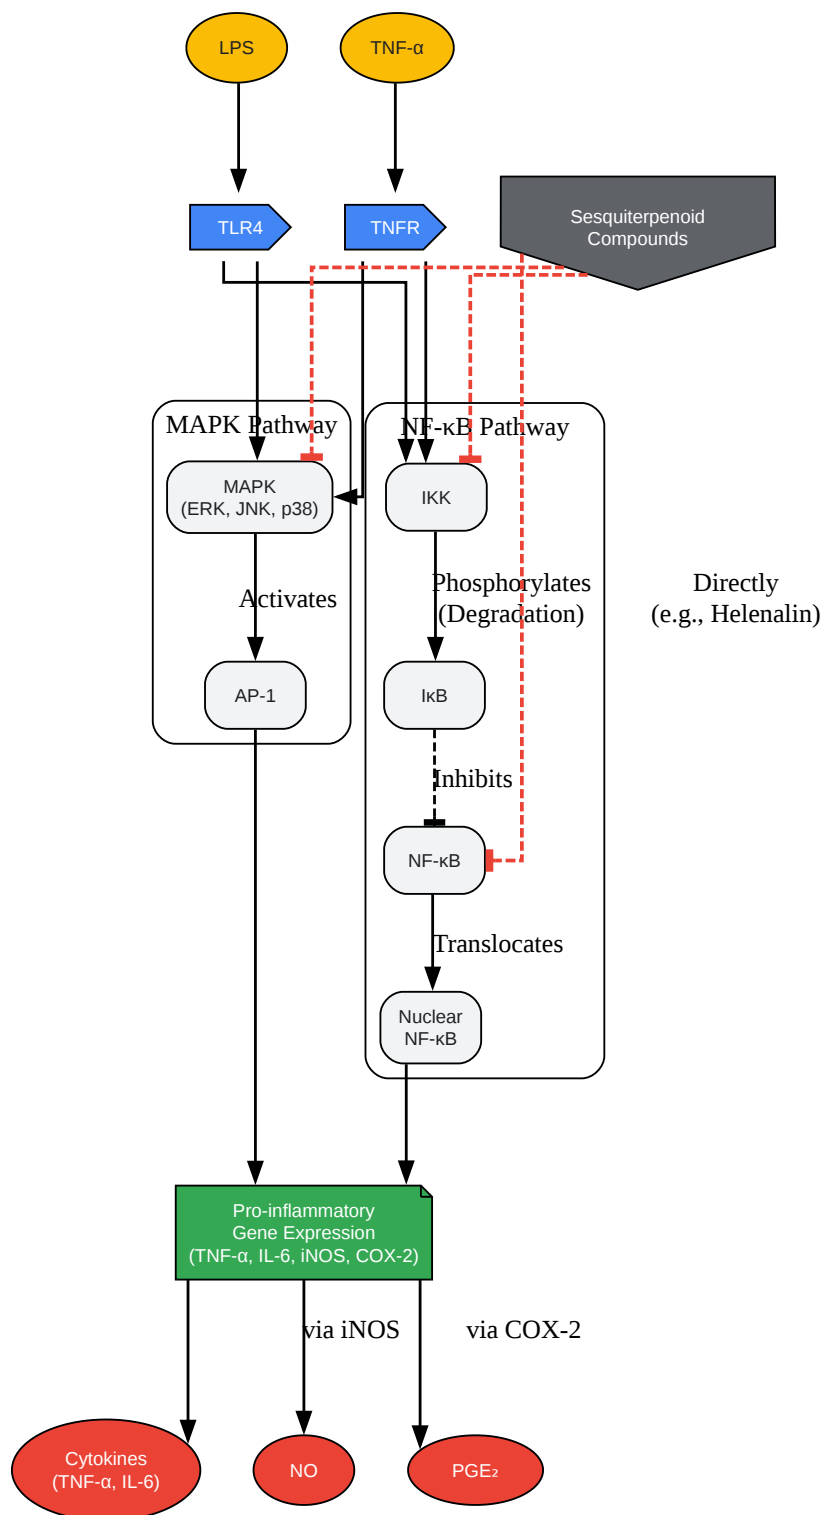 LPS
TNF-α
TLR4
TNFR
Sesquiterpenoid
Compounds
MAPK Pathway
NF-κB Pathway
MAPK
(ERK, JNK, p38)
IKK
Activates
Phosphorylates
(Degradation)
Directly
(e.g., Helenalin)
AP-1
IκB
Inhibits
NF-κB
Translocates
Nuclear
NF-κB
Pro-inflammatory
Gene Expression
(TNF-α, IL-6, iNOS, COX-2)
via iNOS
via COX-2
Cytokines
(TNF-α, IL-6)
NO
PGE₂